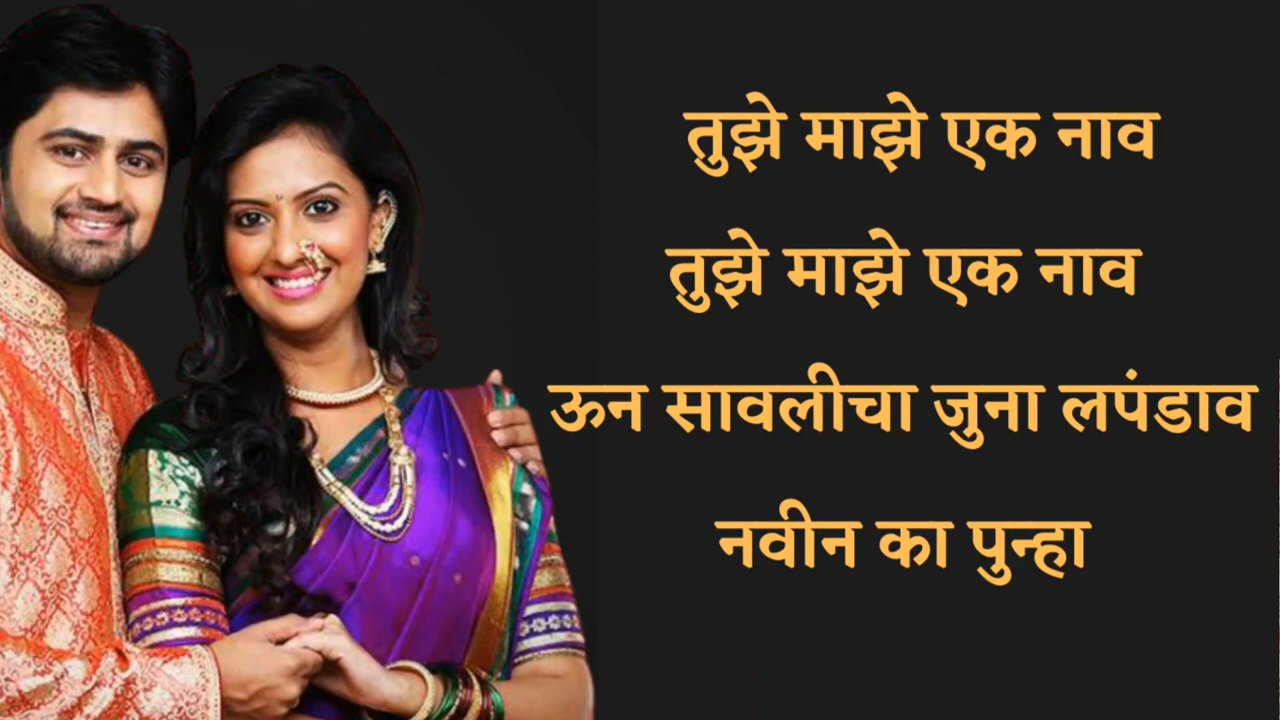 तुझे माझे एक नाव
तुझे माझे एक नाव
ऊन सावलीचा जुना लपंडाव
नवीन का पुन्हा